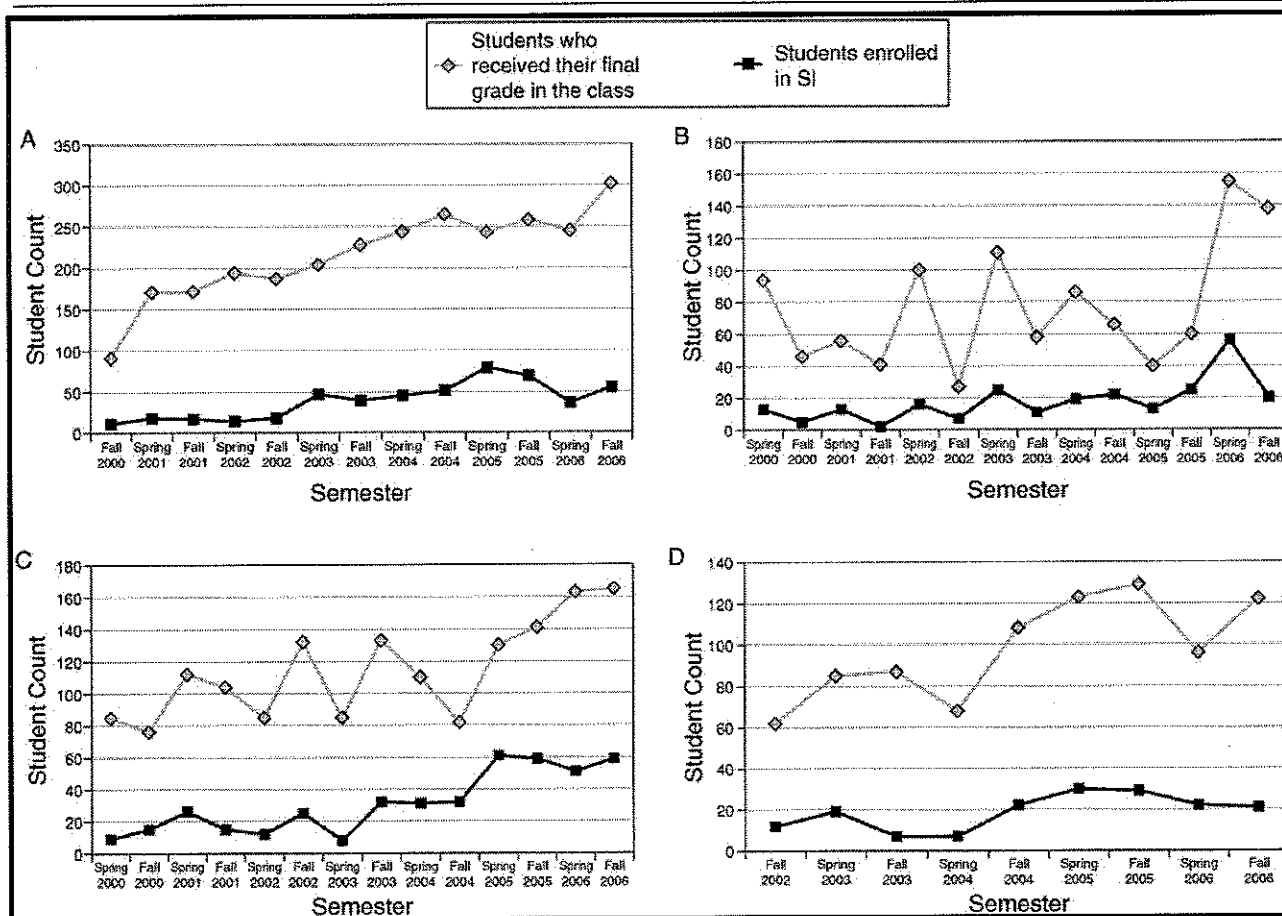 Students who
received their final
grade in the class
Students enrolled
in SI
A
350
300
250
200
150
100
50
0
Student Count
Fall 2000 Spring 2001 Fall 2001 Spring 2002 Fall 2002 Spring 2003 Fall 2003 Spring 2004 Fall 2004 Spring 2005 Fall 2005 Spring 2006 Fall 2006
Semester
B
180
160
140
120
100
80
60
40
20
0
Student Count
Spring 2000 Fall 2000 Spring 2001 Fall 2001 Spring 2002 Fall 2002 Spring 2003 Fall 2003 Spring 2004 Fall 2004 Spring 2005 Fall 2005 Spring 2006 Fall 2006
Semester
C
180
160
140
120
100
80
60
40
20
0
Student Count
Spring 2000 Fall 2000 Spring 2001 Fall 2001 Spring 2002 Fall 2002 Spring 2003 Fall 2003 Spring 2004 Fall 2004 Spring 2005 Fall 2005 Spring 2006 Fall 2006
Semester
D
140
120
100
80
60
40
20
0
Student Count
Fall 2002 Spring 2003 Fall 2003 Spring 2004 Fall 2004 Spring 2005 Fall 2005 Spring 2006 Fall 2006
Semester